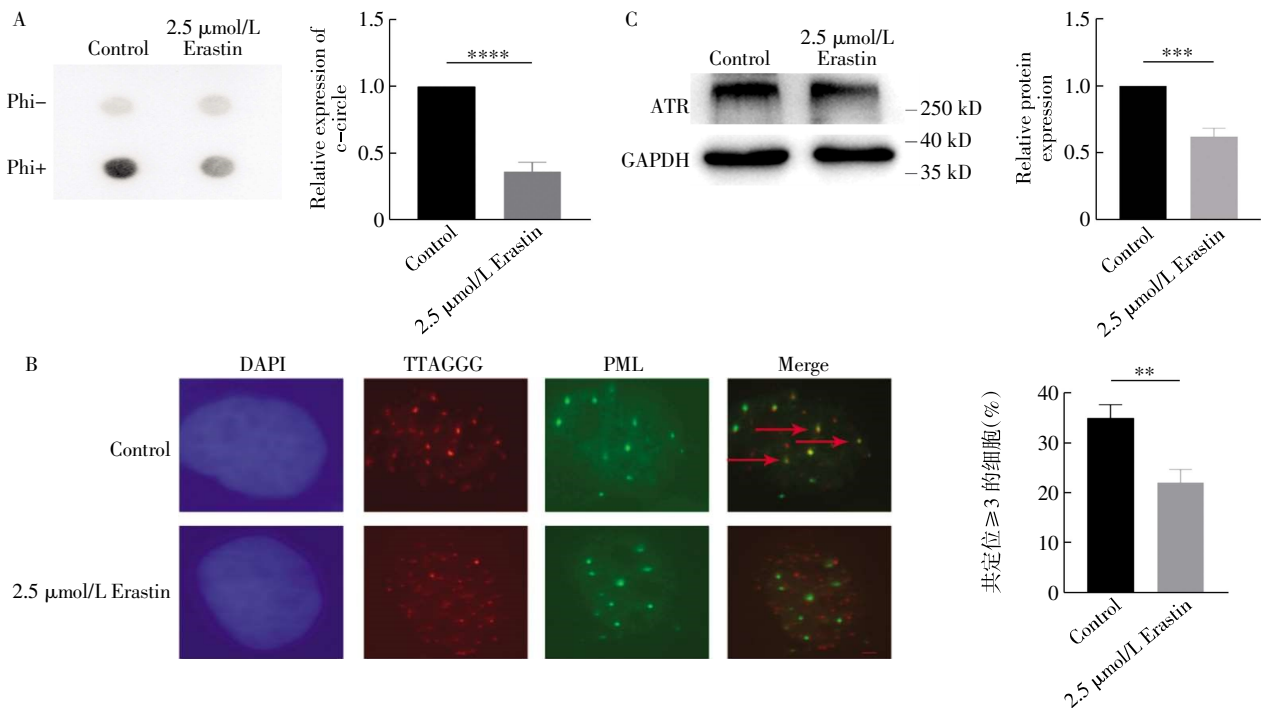 A
Control
2.5 μmol/L
Erastin
Phi−
Phi+
Relative expression of
c−circle
1.5
1.0
0.5
0
****
Control
2.5 μmol/L Erastin
C
Control
2.5 μmol/L
Erastin
ATR
GAPDH
−250 kD
−40 kD
−35 kD
Relative protein
expression
1.5
1.0
0.5
0
***
Control
2.5 μmol/L Erastin
B
DAPI
TTAGGG
PML
Merge
Control
2.5 μmol/L Erastin
共定位≥3 的细胞(%)
40
30
20
10
0
**
Control
2.5 μmol/L Erastin